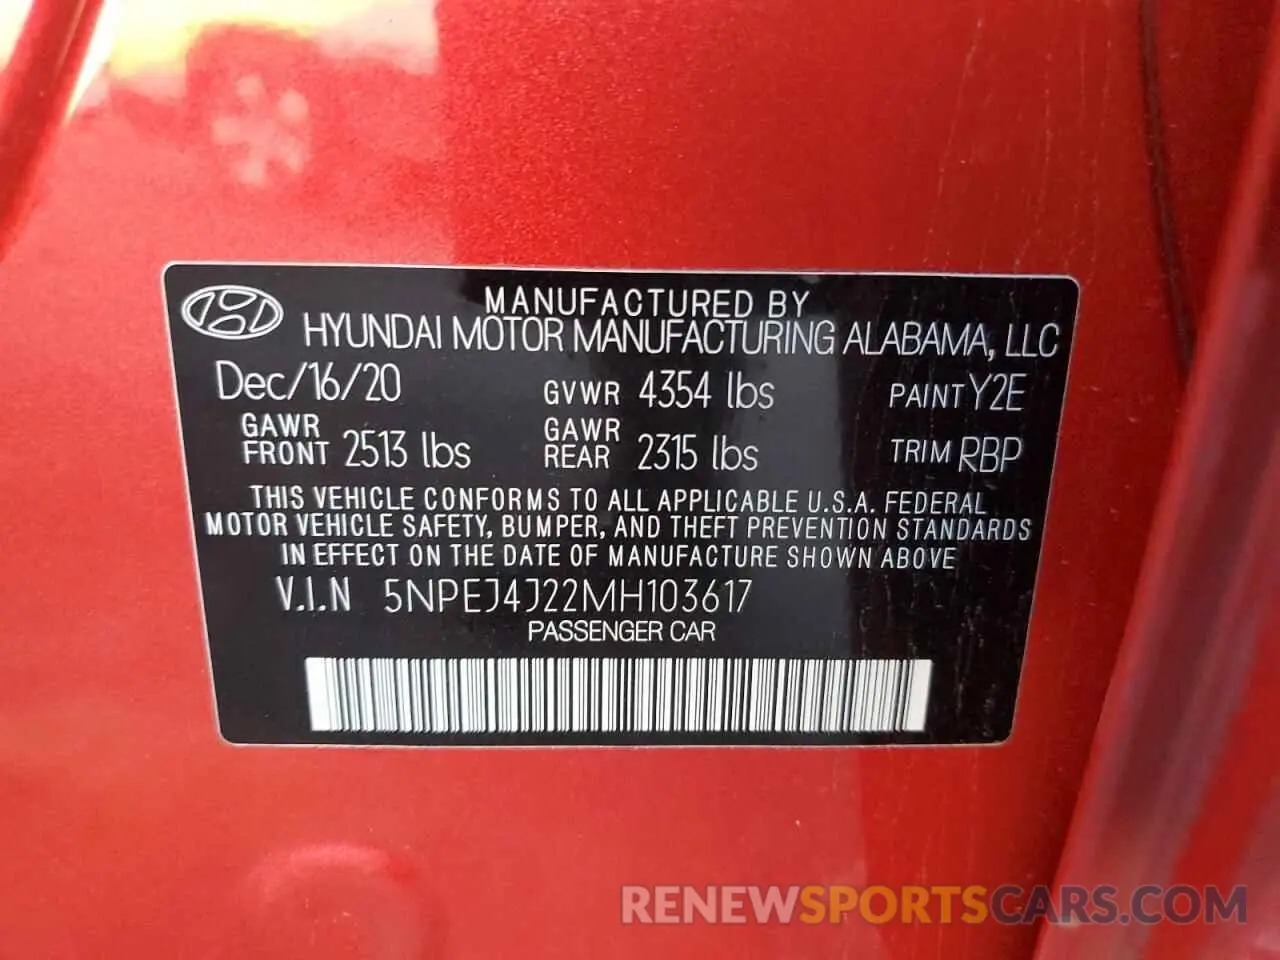 MANUFACTURED BY
HYUNDAI MOTOR MANUFACTURING ALABAMA, LLC
Dec/16/20 GVWR 4354 lbs PAINT Y2E
GAWR FRONT 2513 lbs GAWR REAR 2315 lbs TRIM RBP
THIS VEHICLE CONFORMS TO ALL APPLICABLE U.S.A. FEDERAL
MOTOR VEHICLE SAFETY, BUMPER, AND THEFT PREVENTION STANDARDS
IN EFFECT ON THE DATE OF MANUFACTURE SHOWN ABOVE
V.I.N 5NPEJ4J22MH103617
PASSENGER CAR
RENEWSPORTSCARS.COM